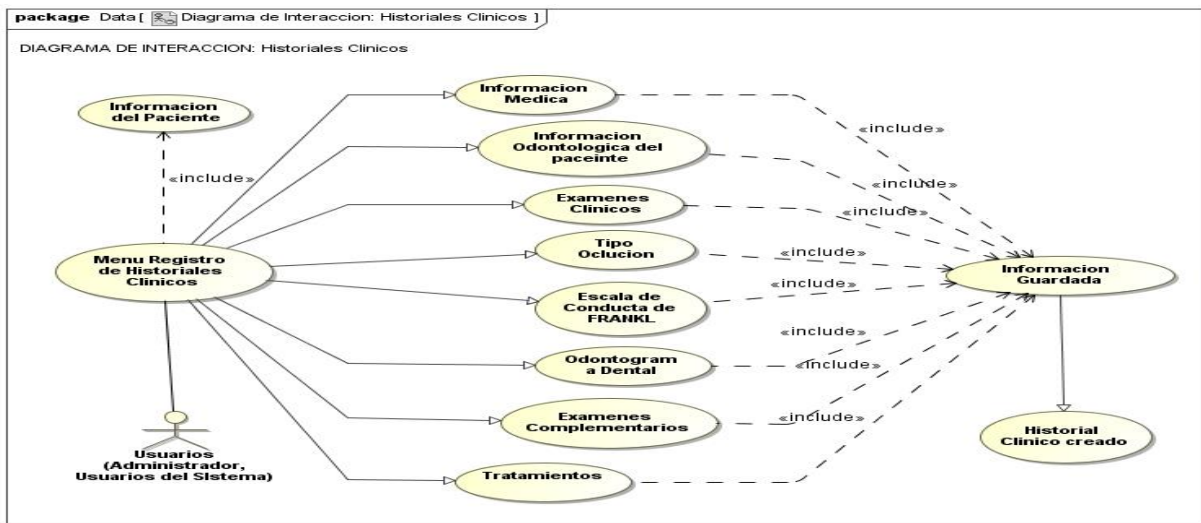 package Data [ Diagrama de Interaccion: Historiales Clinicos ]
DIAGRAMA DE INTERACCION: Historiales Clinicos
Informacion
del Paciente
«include»
Menu Registro
de Historiales
Clinicos
Usuarios
(Administrador,
Usuarios del SIstema)
Informacion
Medica
Informacion
Odontologica del
paceinte
Examenes
Clinicos
Tipo
Oclucion
Escala de
Conducta de
FRANKL
Odontogram
a Dental
Examenes
Complementarios
Tratamientos
«include»
«include»
«include»
«include»
«include»
«include»
«include»
«include»
Informacion
Guardada
Historial
Clinico creado